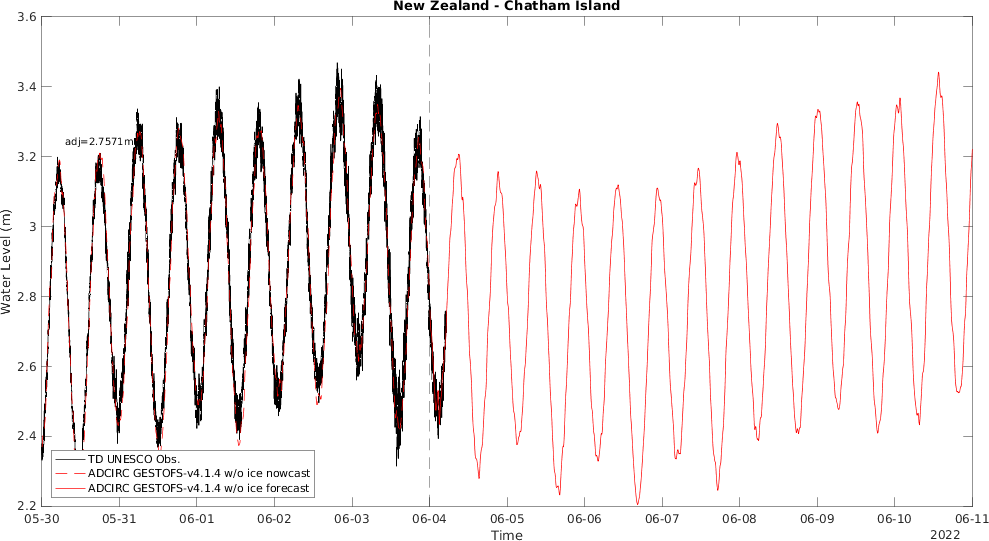 New Zealand - Chatham Island
3.6
3.4
3.2
3
2.8
2.6
2.4
2.2
Water Level (m)
adj=2.7571m
TD UNESCO Obs.
ADCIRC GESTOFS-v4.1.4 w/o ice nowcast
ADCIRC GESTOFS-v4.1.4 w/o ice forecast
05-30 05-31 06-01 06-02 06-03 06-04 06-05 06-06 06-07 06-08 06-09 06-10 06-11
Time
2022